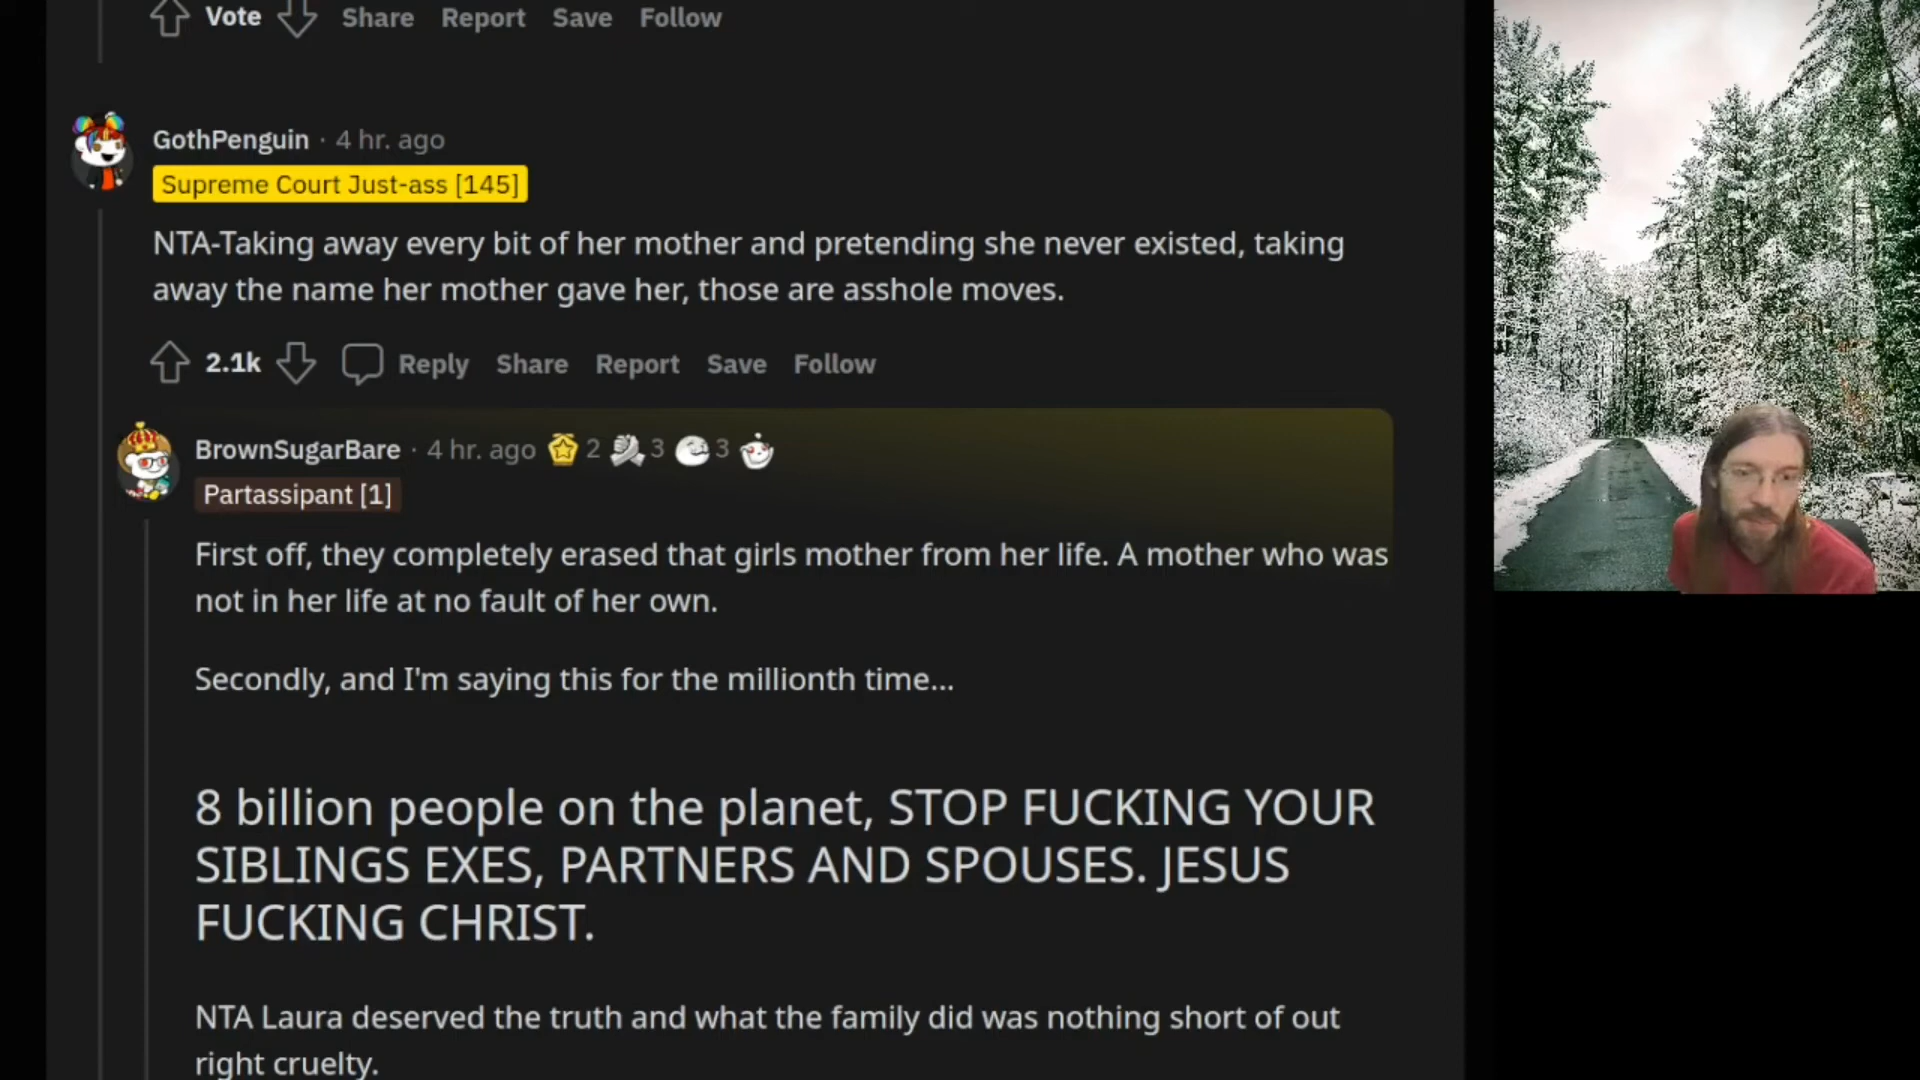 Vote Share Report Save Follow
GothPenguin · 4 hr. ago
Supreme Court Just-ass [145]
NTA-Taking away every bit of her mother and pretending she never existed, taking
away the name her mother gave her, those are asshole moves.
2.1k Reply Share Report Save Follow
BrownSugarBare · 4 hr. ago 2 3 3
Partassipant [1]
First off, they completely erased that girls mother from her life. A mother who was
not in her life at no fault of her own.
Secondly, and I'm saying this for the millionth time...
8 billion people on the planet, STOP FUCKING YOUR
SIBLINGS EXES, PARTNERS AND SPOUSES. JESUS
FUCKING CHRIST.
NTA Laura deserved the truth and what the family did was nothing short of out
right cruelty.